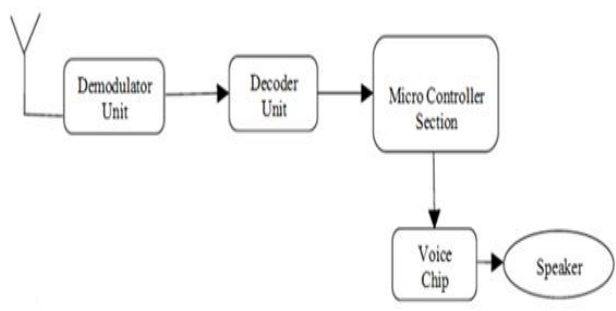 Demodulator
Unit
Decoder
Unit
Micro Controller
Section
Voice
Chip
Speaker